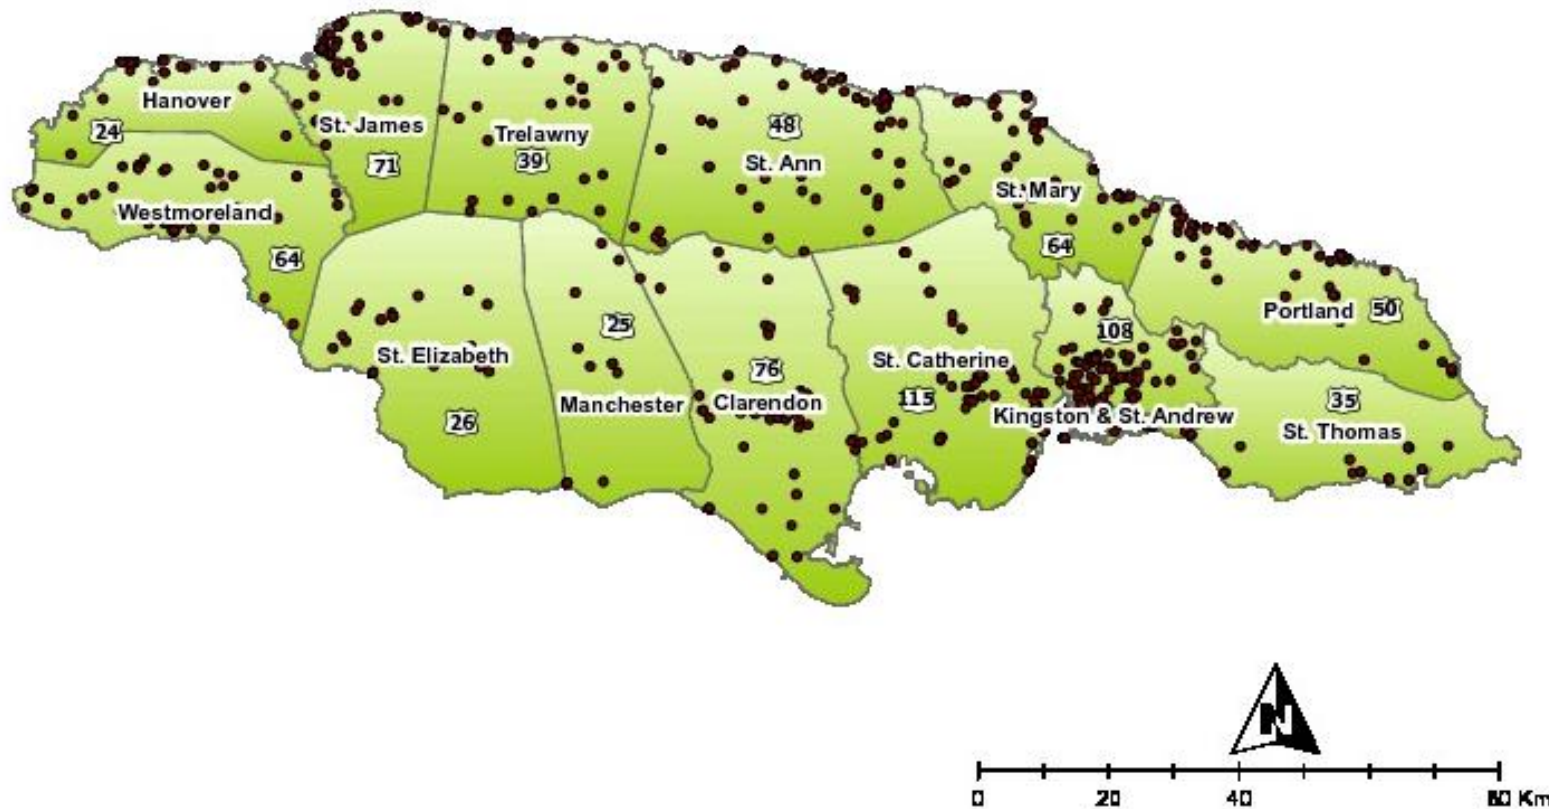 Hanover
24
St. James
71
Trelawny
39
48
St. Ann
St. Mary
64
Westmoreland
64
Portland
50
St. Elizabeth
26
25
Manchester
76
Clarendon
St. Catherine
115
108
Kingston & St. Andrew
35
St. Thomas
N
0 20 40 80 Km